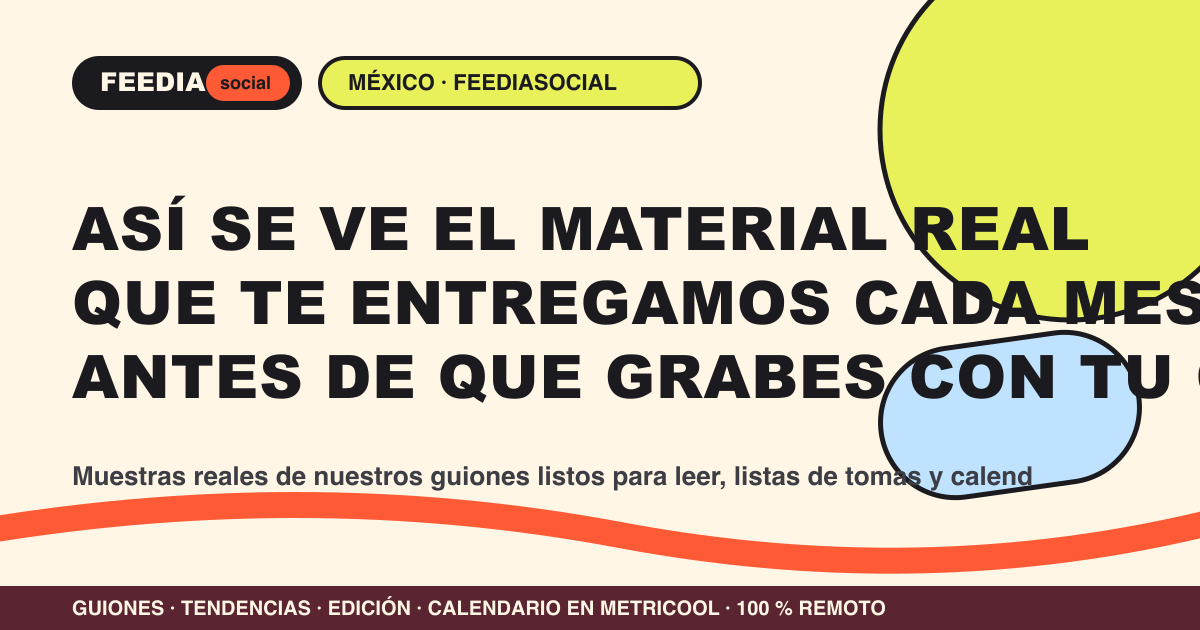 FEEDIA social
MÉXICO · FEEDIASOCIAL
ASÍ SE VE EL MATERIAL REAL
QUE TE ENTREGAMOS CADA MES
ANTES DE QUE GRABES CON TU
Muestras reales de nuestros guiones listos para leer, listas de tomas y calend
GUIONES · TENDENCIAS · EDICIÓN · CALENDARIO EN METRICOOL · 100 % REMOTO